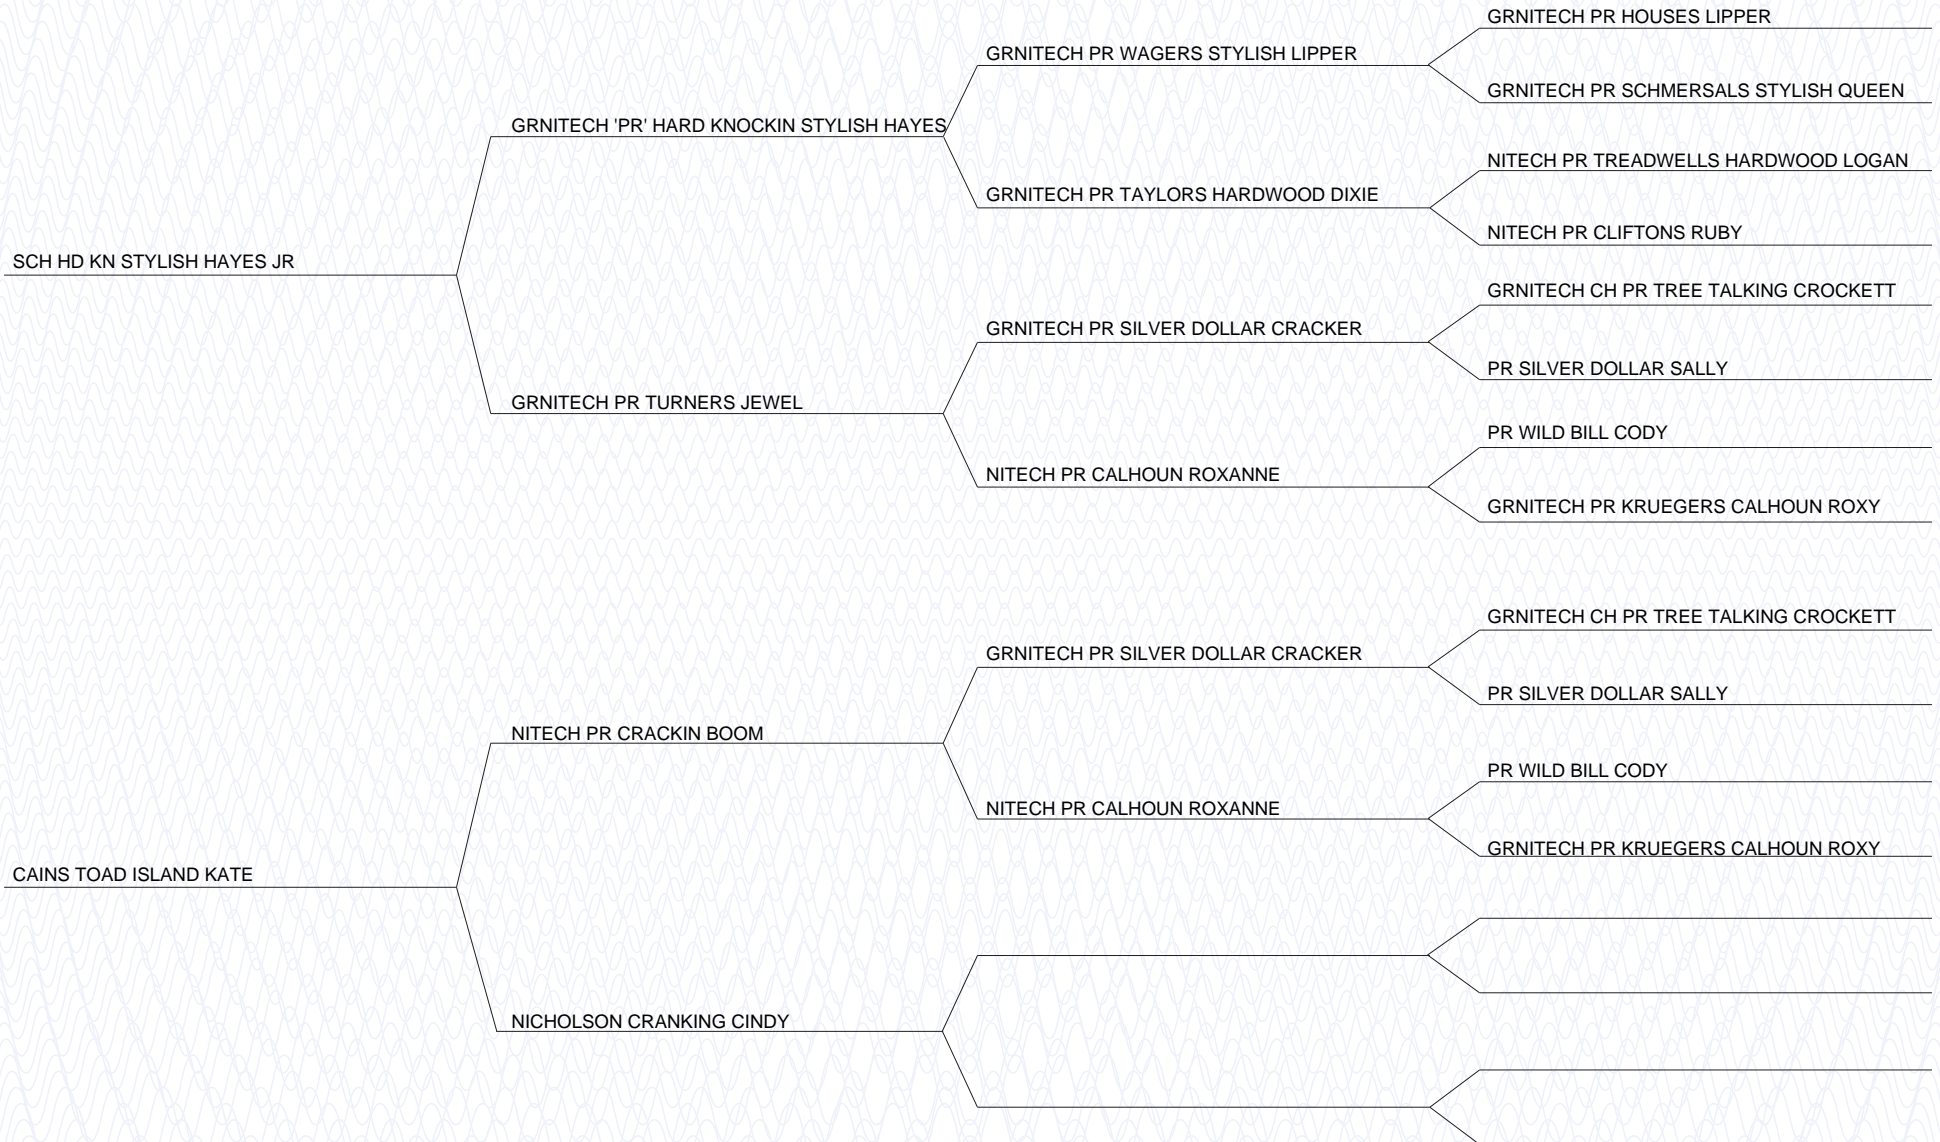 GRNITECH PR HOUSES LIPPER
GRNITECH PR WAGERS STYLISH LIPPER
GRNITECH PR SCHMERSALS STYLISH QUEEN
GRNITECH 'PR' HARD KNOCKIN STYLISH HAYES
NITECH PR TREADWELLS HARDWOOD LOGAN
GRNITECH PR TAYLORS HARDWOOD DIXIE
NITECH PR CLIFTONS RUBY
SCH HD KN STYLISH HAYES JR
GRNITECH CH PR TREE TALKING CROCKETT
GRNITECH PR SILVER DOLLAR CRACKER
PR SILVER DOLLAR SALLY
GRNITECH PR TURNERS JEWEL
PR WILD BILL CODY
NITECH PR CALHOUN ROXANNE
GRNITECH PR KRUEGERS CALHOUN ROXY
GRNITECH CH PR TREE TALKING CROCKETT
GRNITECH PR SILVER DOLLAR CRACKER
PR SILVER DOLLAR SALLY
NITECH PR CRACKIN BOOM
PR WILD BILL CODY
NITECH PR CALHOUN ROXANNE
GRNITECH PR KRUEGERS CALHOUN ROXY
CAINS TOAD ISLAND KATE
NICHOLSON CRANKING CINDY